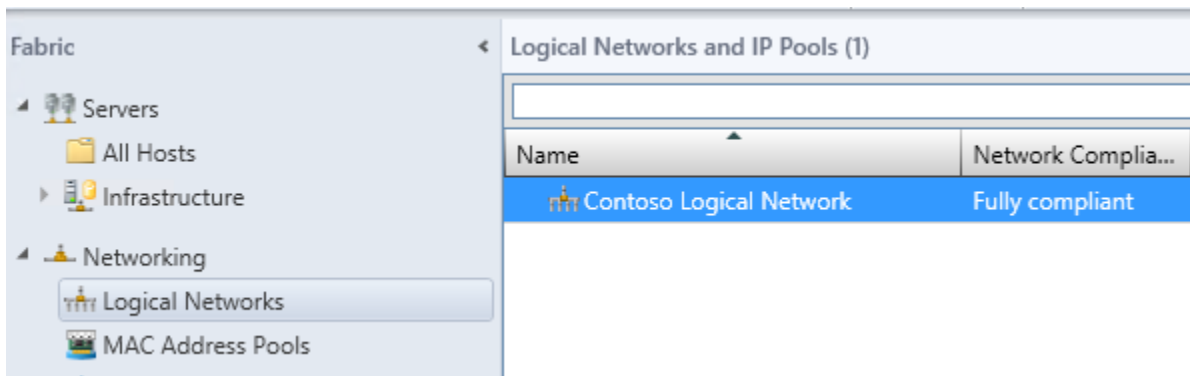 Fabric
Servers
All Hosts
Infrastructure
Networking
Logical Networks
MAC Address Pools
Logical Networks and IP Pools (1)
Name Network Complia...
Contoso Logical Network Fully compliant